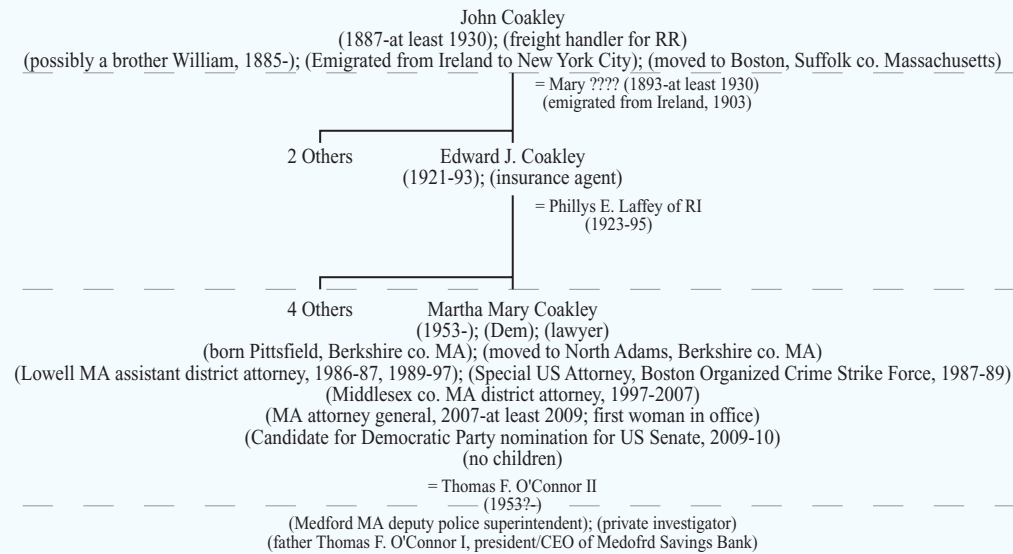 John Coakley
(1887-at least 1930); (freight handler for RR)
(possibly a brother William, 1885-); (Emigrated from Ireland to New York City); (moved to Boston, Suffolk co. Massachusetts)
= Mary ???? (1893-at least 1930)
(emigrated from Ireland, 1903)
2 Others
Edward J. Coakley
(1921-93); (insurance agent)
= Phillys E. Laffey of RI
(1923-95)
4 Others
Martha Mary Coakley
(1953-); (Dem); (lawyer)
(born Pittsfield, Berkshire co. MA); (moved to North Adams, Berkshire co. MA)
(Lowell MA assistant district attorney, 1986-87, 1989-97); (Special US Attorney, Boston Organized Crime Strike Force, 1987-89)
(Middlesex co. MA district attorney, 1997-2007)
(MA attorney general, 2007-at least 2009; first woman in office)
(Candidate for Democratic Party nomination for US Senate, 2009-10)
(no children)
= Thomas F. O'Connor II
(1953?-)
(Medford MA deputy police superintendent); (private investigator)
(father Thomas F. O'Connor I, president/CEO of Medofrd Savings Bank)